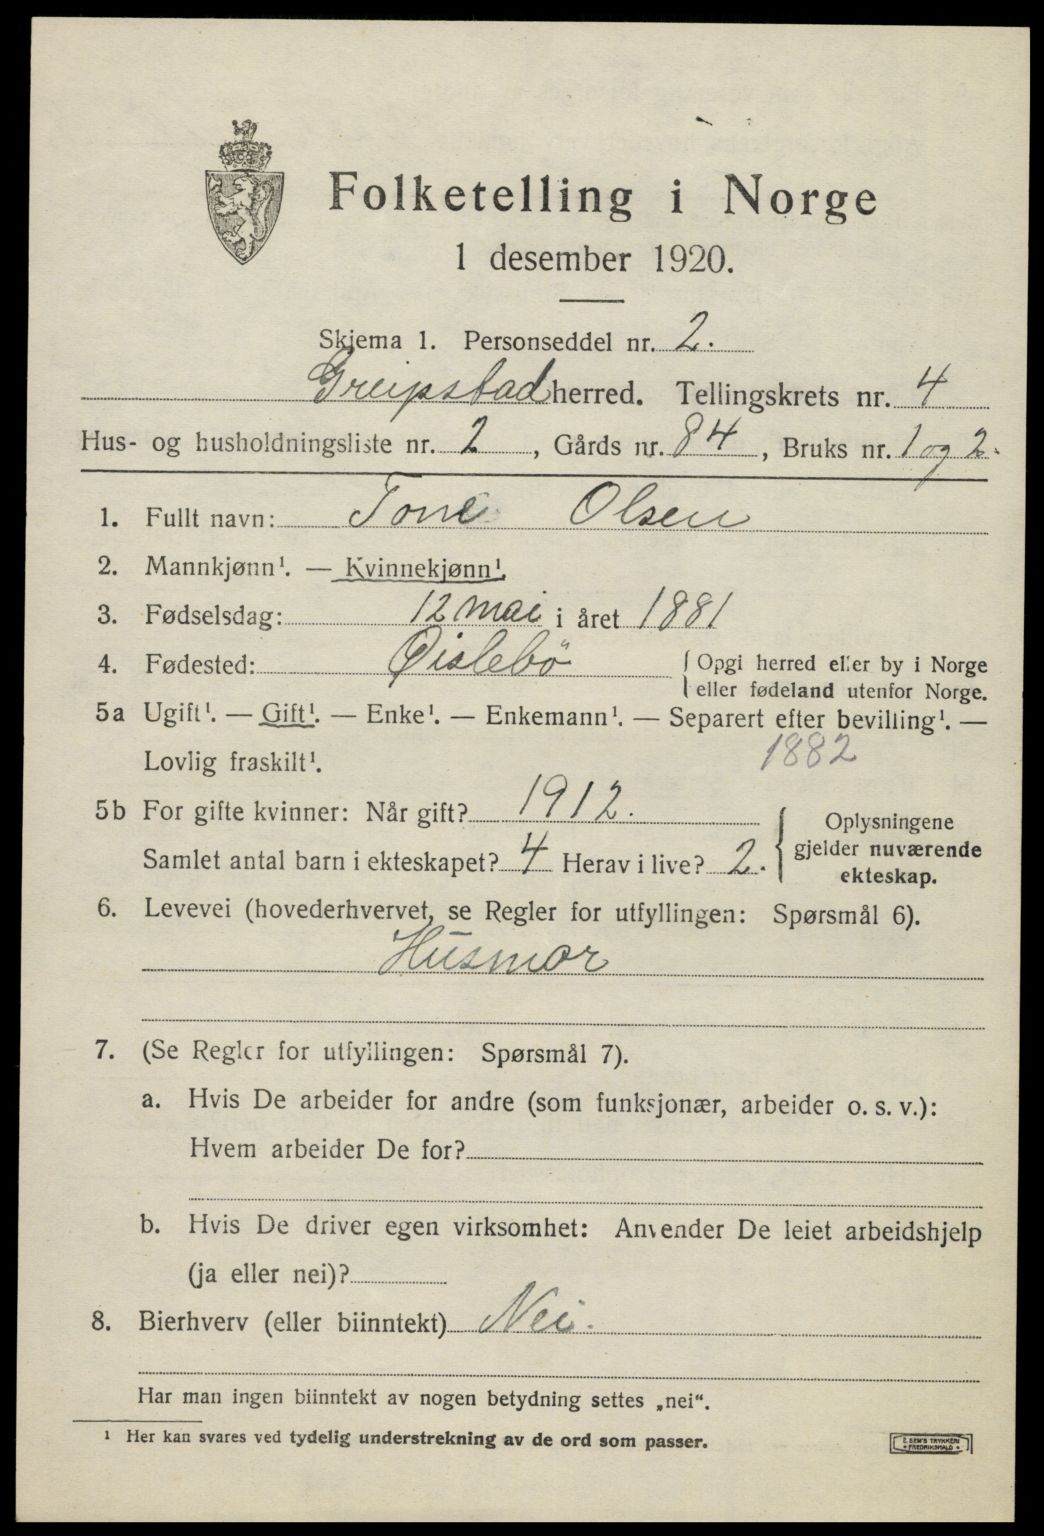 Folketelling i Norge
1 desember 1920.
Skjema 1. Personseddel nr. 2.
Greipstad herred. Tellingskrets nr. 4
Hus- og husholdningsliste nr. 2, Gårds nr. 84, Bruks nr. 1 og 2.
1. Fullt navn: Tone Olsen
2. Mannkjønn¹. — Kvinnekjønn¹.
3. Fødselsdag: 12 mai i året 1881
4. Fødested: Øislebö { Opgi herred eller by i Norge
eller fødeland utenfor Norge.
5a Ugift¹. — Gift¹. — Enke¹. — Enkemann¹. — Separert efter bevilling¹. —
Lovlig fraskilt¹. 1882
5b For gifte kvinner: Når gift? 1912.
Samlet antal barn i ekteskapet? 4 Herav i live? 2.
{ Oplysningene
gjelder nuværende
ekteskap.
6. Levevei (hovederhvervet, se Regler for utfyllingen: Spørsmål 6).
Husmor
7. (Se Regler for utfyllingen: Spørsmål 7).
a. Hvis De arbeider for andre (som funksjonær, arbeider o. s. v.):
Hvem arbeider De for?
b. Hvis De driver egen virksomhet: Anvender De leiet arbeidshjelp
(ja eller nei)?
8. Bierhverv (eller biinntekt) Nei.
Har man ingen biinntekt av nogen betydning settes „nei“.
¹ Her kan svares ved tydelig understrekning av de ord som passer.
E. SEM'S TRYKKERI
FREDRIKSHALD